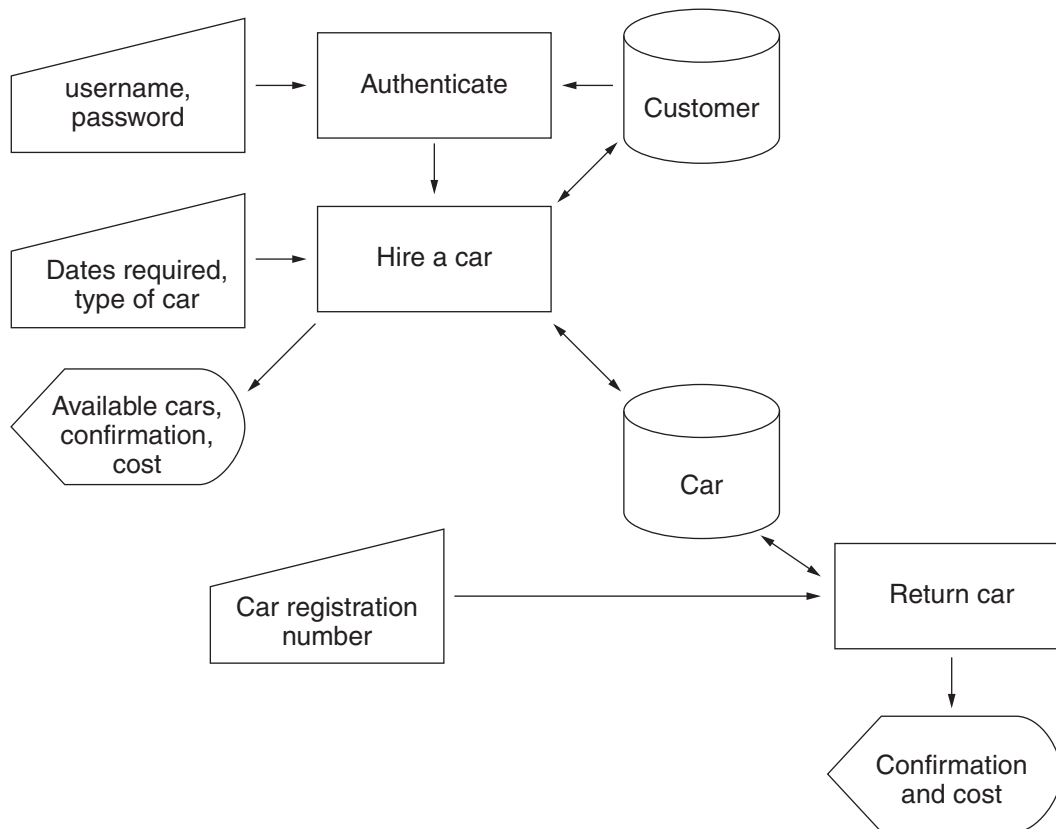 username,
password
Authenticate
Customer
Dates required,
type of car
Hire a car
Available cars,
confirmation,
cost
Car
Car registration
number
Return car
Confirmation
and cost